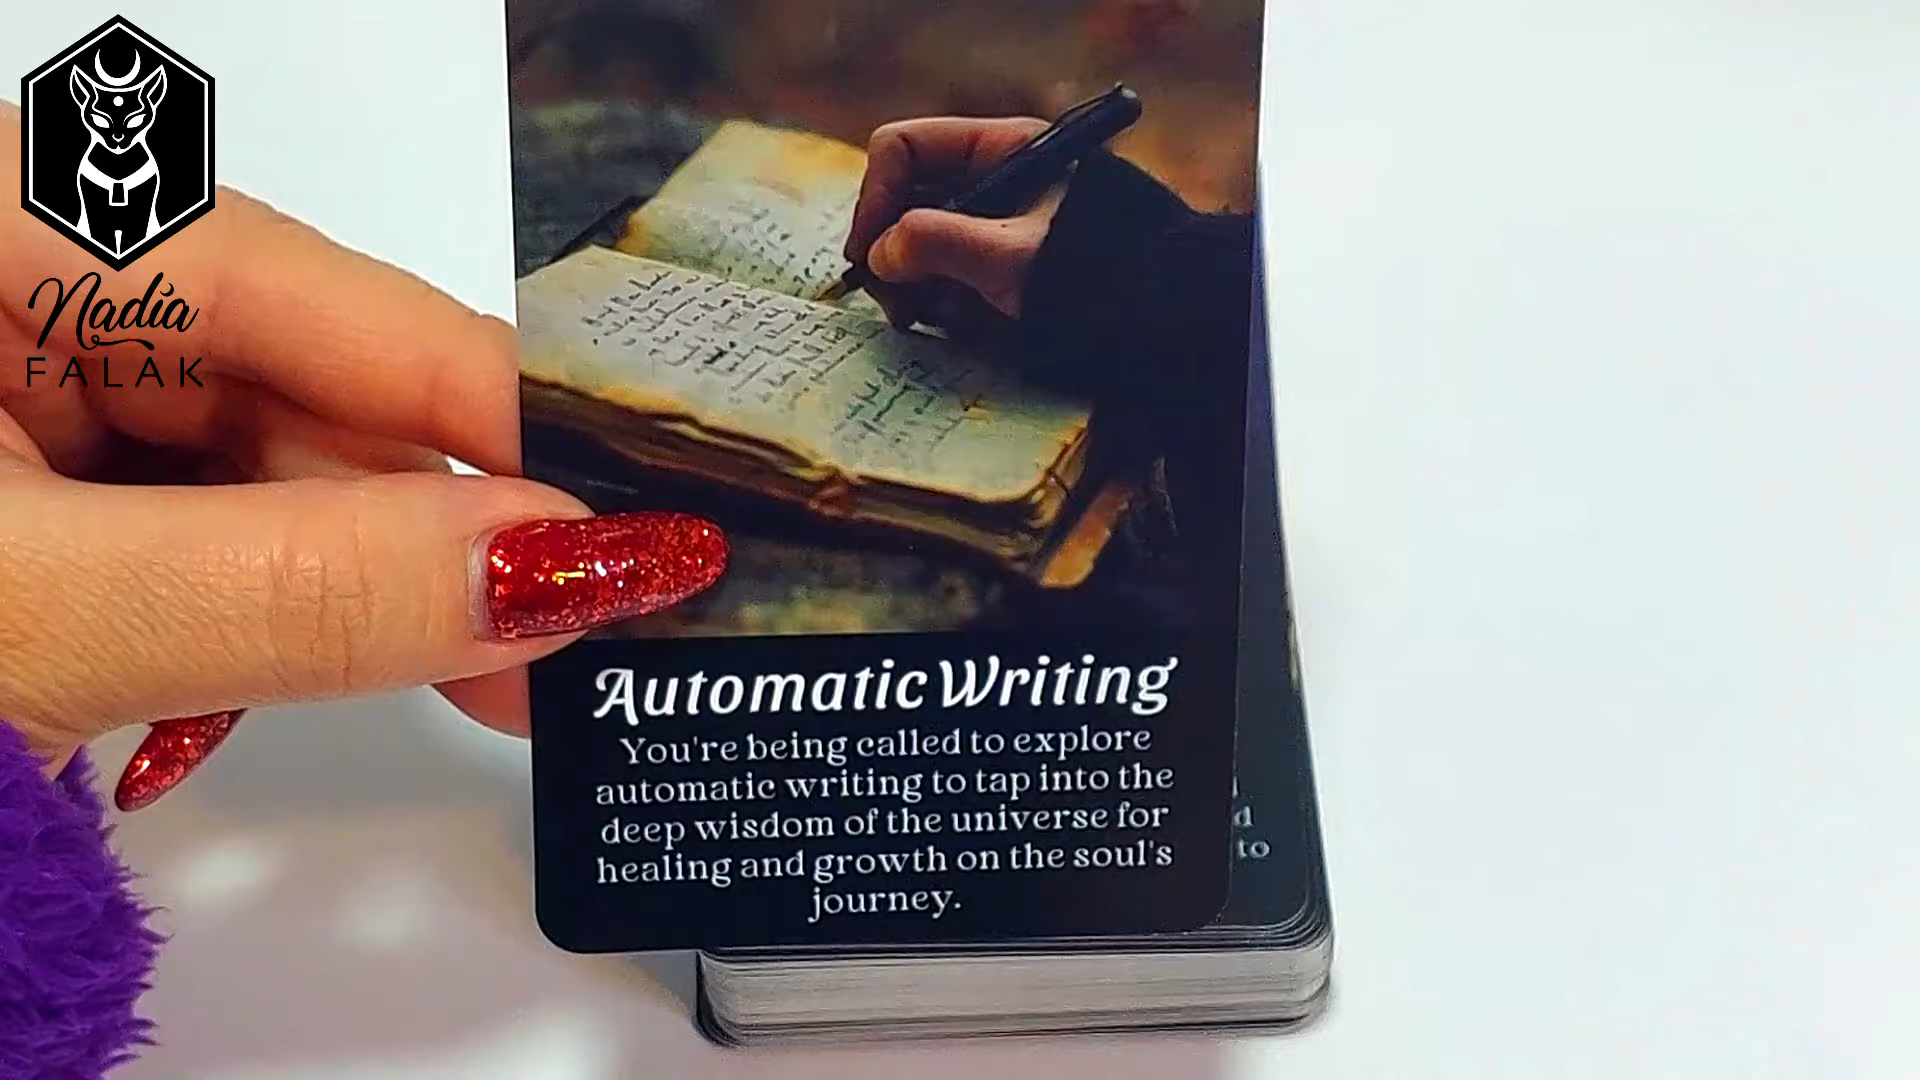 Nadia
FALAK
Automatic Writing
You're being called to explore
automatic writing to tap into the
deep wisdom of the universe for
healing and growth on the soul's
journey.
to